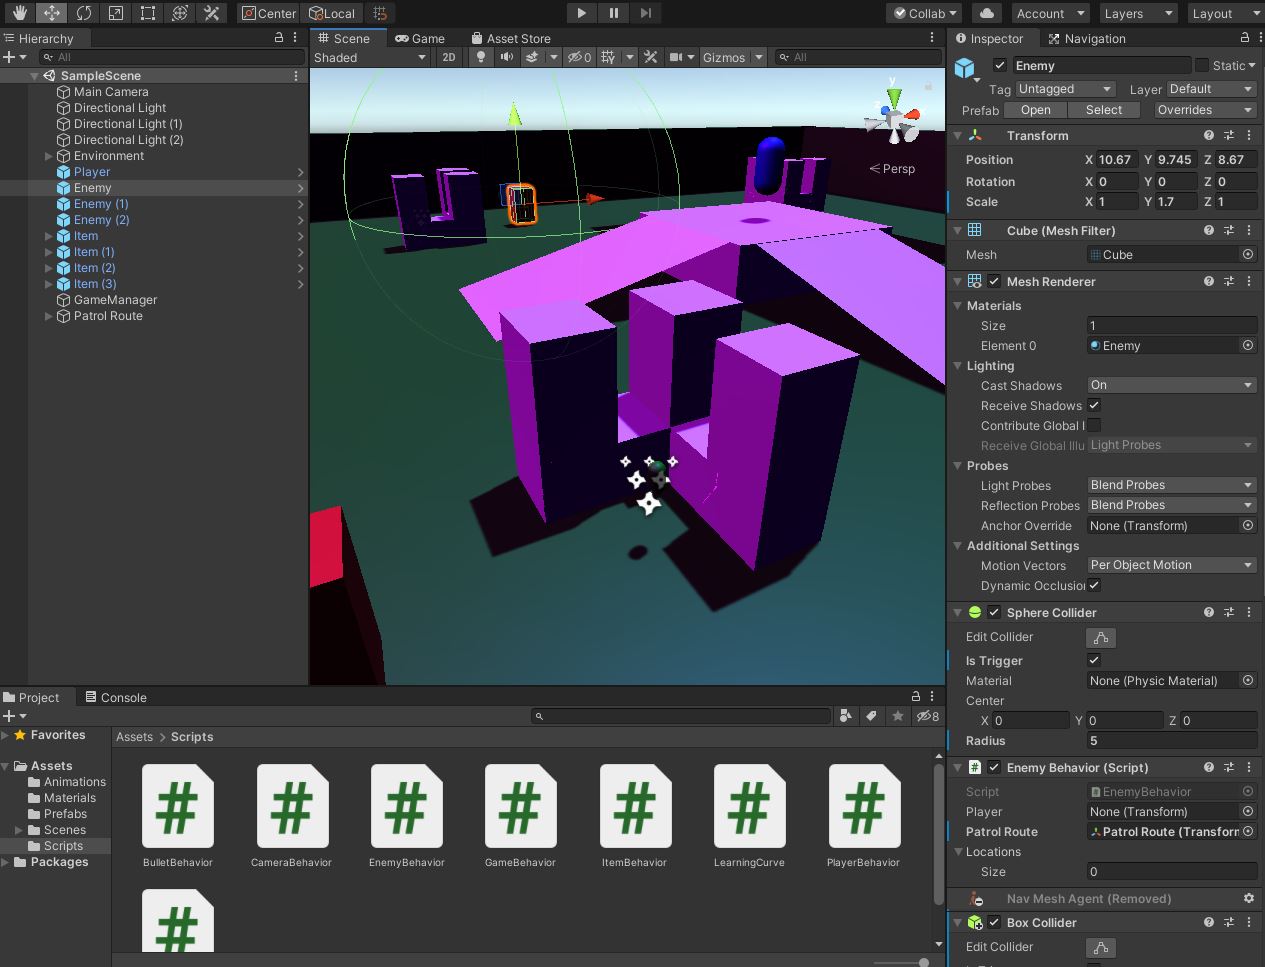 Center
Local
Collab
Account
Layers
Layout
Hierarchy
All
SampleScene
Main Camera
Directional Light
Directional Light (1)
Directional Light (2)
Environment
Player
Enemy
Enemy (1)
Enemy (2)
Item
Item (1)
Item (2)
Item (3)
GameManager
Patrol Route
Scene
Game
Asset Store
Shaded
2D
0
Gizmos
All
y
z
Persp
Inspector
Navigation
Enemy
Static
Tag Untagged
Layer Default
Prefab Open Select Overrides
Transform
Position X 10.67 Y 9.745 Z 8.67
Rotation X 0 Y 0 Z 0
Scale X 1 Y 1.7 Z 1
Cube (Mesh Filter)
Mesh Cube
Mesh Renderer
Materials
Size 1
Element 0 Enemy
Lighting
Cast Shadows On
Receive Shadows
Contribute Global I
Receive Global Illu Light Probes
Probes
Light Probes Blend Probes
Reflection Probes Blend Probes
Anchor Override None (Transform)
Additional Settings
Motion Vectors Per Object Motion
Dynamic Occlusio
Sphere Collider
Edit Collider
Is Trigger
Material None (Physic Material)
Center
X 0 Y 0 Z 0
Radius 5
Enemy Behavior (Script)
Script EnemyBehavior
Player None (Transform)
Patrol Route Patrol Route (Transform
Locations
Size 0
Nav Mesh Agent (Removed)
Box Collider
Edit Collider
Project
Console
8
Favorites
Assets
Animations
Materials
Prefabs
Scenes
Scripts
Packages
Assets > Scripts
BulletBehavior
CameraBehavior
EnemyBehavior
GameBehavior
ItemBehavior
LearningCurve
PlayerBehavior